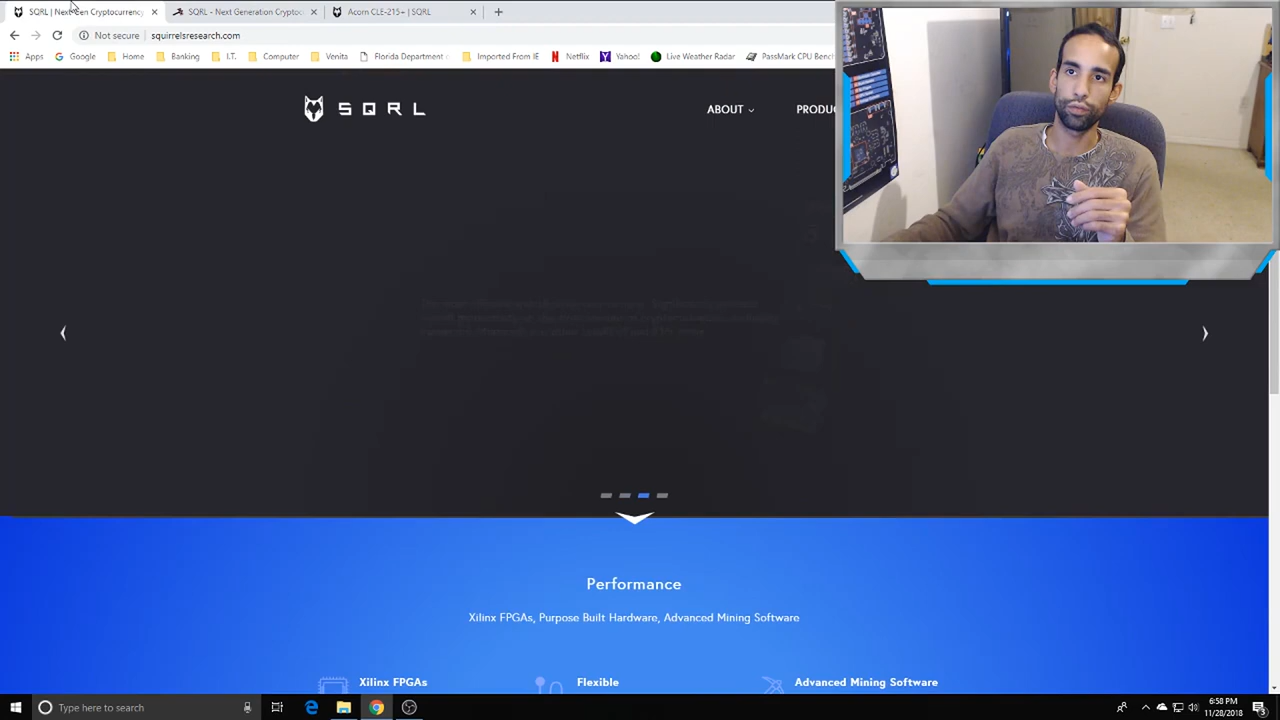 SQRL | NextGen Cryptocurrency
SQRL - Next Generation Cryptoc
Acorn CLE-215+ | SQRL
Not secure
squirrelsresearch.com
Apps
Google
Home
Banking
I.T.
Computer
Venita
Florida Department
Imported From IE
Netflix
Yahoo!
Live Weather Radar
PassMark CPU Benc
SQRL
ABOUT
PRODUC
Performance
Xilinx FPGAs, Purpose Built Hardware, Advanced Mining Software
Xilinx FPGAs
Flexible
Advanced Mining Software
Type here to search
6:58 PM
11/28/2018